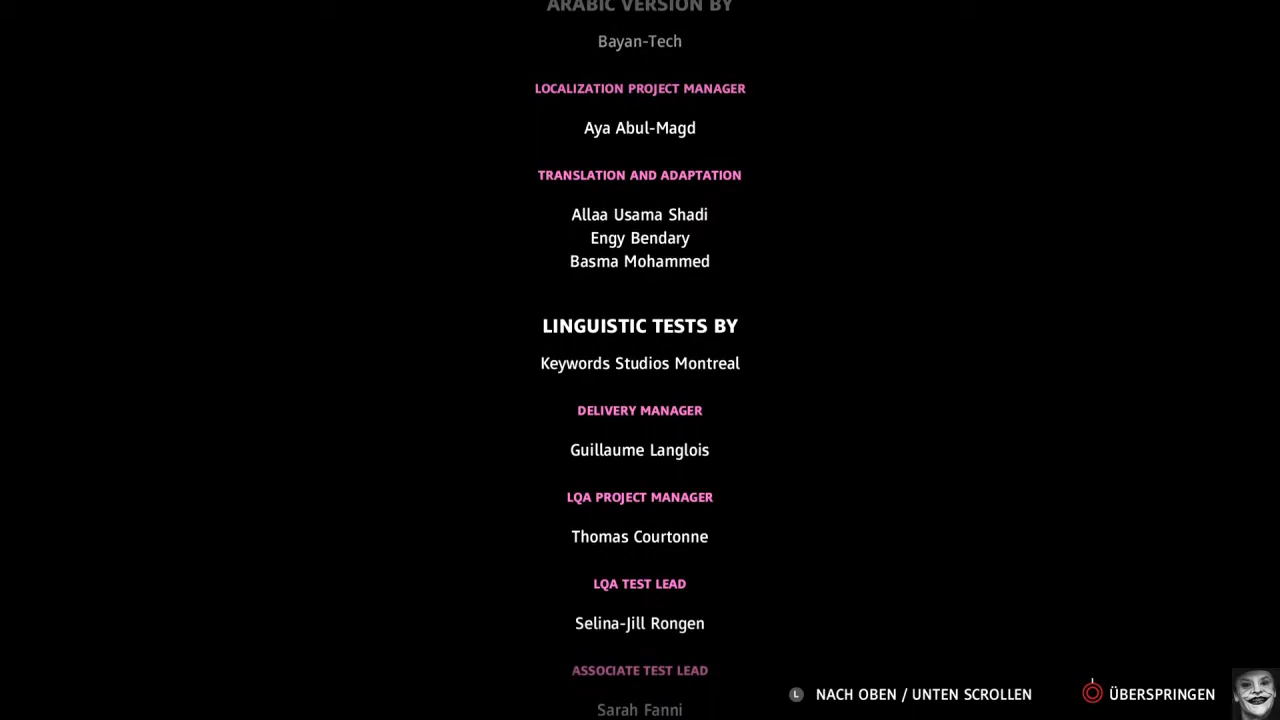 ARABIC VERSION BY
Bayan-Tech
LOCALIZATION PROJECT MANAGER
Aya Abul-Magd
TRANSLATION AND ADAPTATION
Allaa Usama Shadi
Engy Bendary
Basma Mohammed
LINGUISTIC TESTS BY
Keywords Studios Montreal
DELIVERY MANAGER
Guillaume Langlois
LQA PROJECT MANAGER
Thomas Courtonne
LQA TEST LEAD
Selina-Jill Rongen
ASSOCIATE TEST LEAD
Sarah Fanni
L NACH OBEN / UNTEN SCROLLEN
ÜBERSPRINGEN